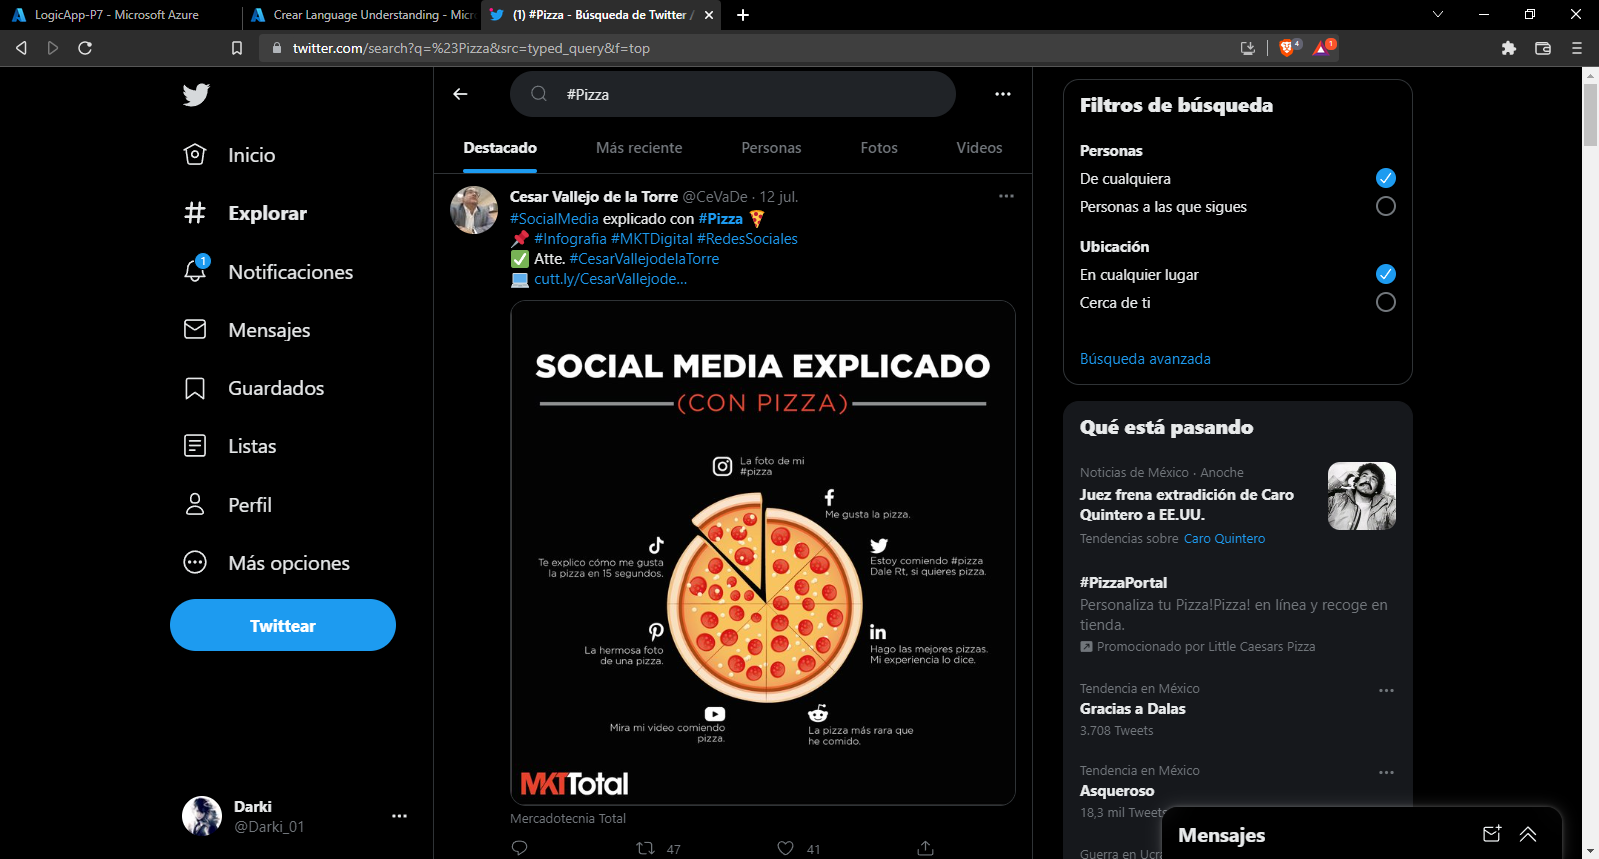 LogicApp-P7 - Microsoft Azure
Crear Language Understanding - Micr
(1) #Pizza - Búsqueda de Twitter /
twitter.com/search?q=%23Pizza&src=typed_query&f=top
4
1
Inicio
Explorar
1
Notificaciones
Mensajes
Guardados
Listas
Perfil
Más opciones
Twittear
Darki
@Darki_01
#Pizza
Destacado
Más reciente
Personas
Fotos
Videos
Cesar Vallejo de la Torre @CeVaDe · 12 jul.
#SocialMedia explicado con #Pizza 🍕
📌 #Infografia #MKTDigital #RedesSociales
✅ Atte. #CesarVallejodelaTorre
💻 cutt.ly/CesarVallejode...
SOCIAL MEDIA EXPLICADO
(CON PIZZA)
La foto de mi
#pizza
Me gusta la pizza.
Te explico cómo me gusta
la pizza en 15 segundos.
Estoy comiendo #pizza
Dale Rt, si quieres pizza.
La hermosa foto
de una pizza.
Hago las mejores pizzas.
Mi experiencia lo dice.
Mira mi video comiendo
pizza.
La pizza más rara que
he comido.
MKTTotal
Mercadotecnia Total
47
41
Filtros de búsqueda
Personas
De cualquiera
Personas a las que sigues
Ubicación
En cualquier lugar
Cerca de ti
Búsqueda avanzada
Qué está pasando
Noticias de México · Anoche
Juez frena extradición de Caro
Quintero a EE.UU.
Tendencias sobre Caro Quintero
#PizzaPortal
Personaliza tu Pizza!Pizza! en línea y recoge en
tienda.
Promocionado por Little Caesars Pizza
Tendencia en México
Gracias a Dalas
3.708 Tweets
Tendencia en México
Asqueroso
18,3 mil Tweets
Guerra en Ucra
Mensajes